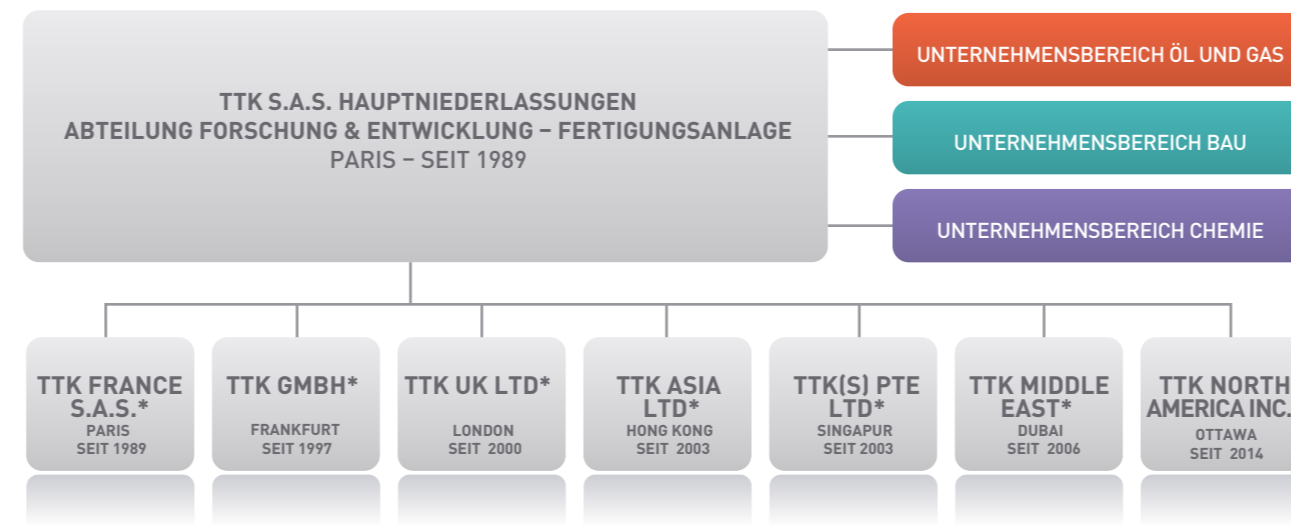 TTK S.A.S. HAUPTNIEDERLASSUNGEN
ABTEILUNG FORSCHUNG & ENTWICKLUNG – FERTIGUNGSANLAGE
PARIS – SEIT 1989
UNTERNEHMENSBEREICH ÖL UND GAS
UNTERNEHMENSBEREICH BAU
UNTERNEHMENSBEREICH CHEMIE
TTK FRANCE
S.A.S.*
PARIS
SEIT 1989
TTK GMBH*
FRANKFURT
SEIT 1997
TTK UK LTD*
LONDON
SEIT 2000
TTK ASIA
LTD*
HONG KONG
SEIT 2003
TTK(S) PTE
LTD*
SINGAPUR
SEIT 2003
TTK MIDDLE
EAST*
DUBAI
SEIT 2006
TTK NORTH
AMERICA INC.
OTTAWA
SEIT 2014